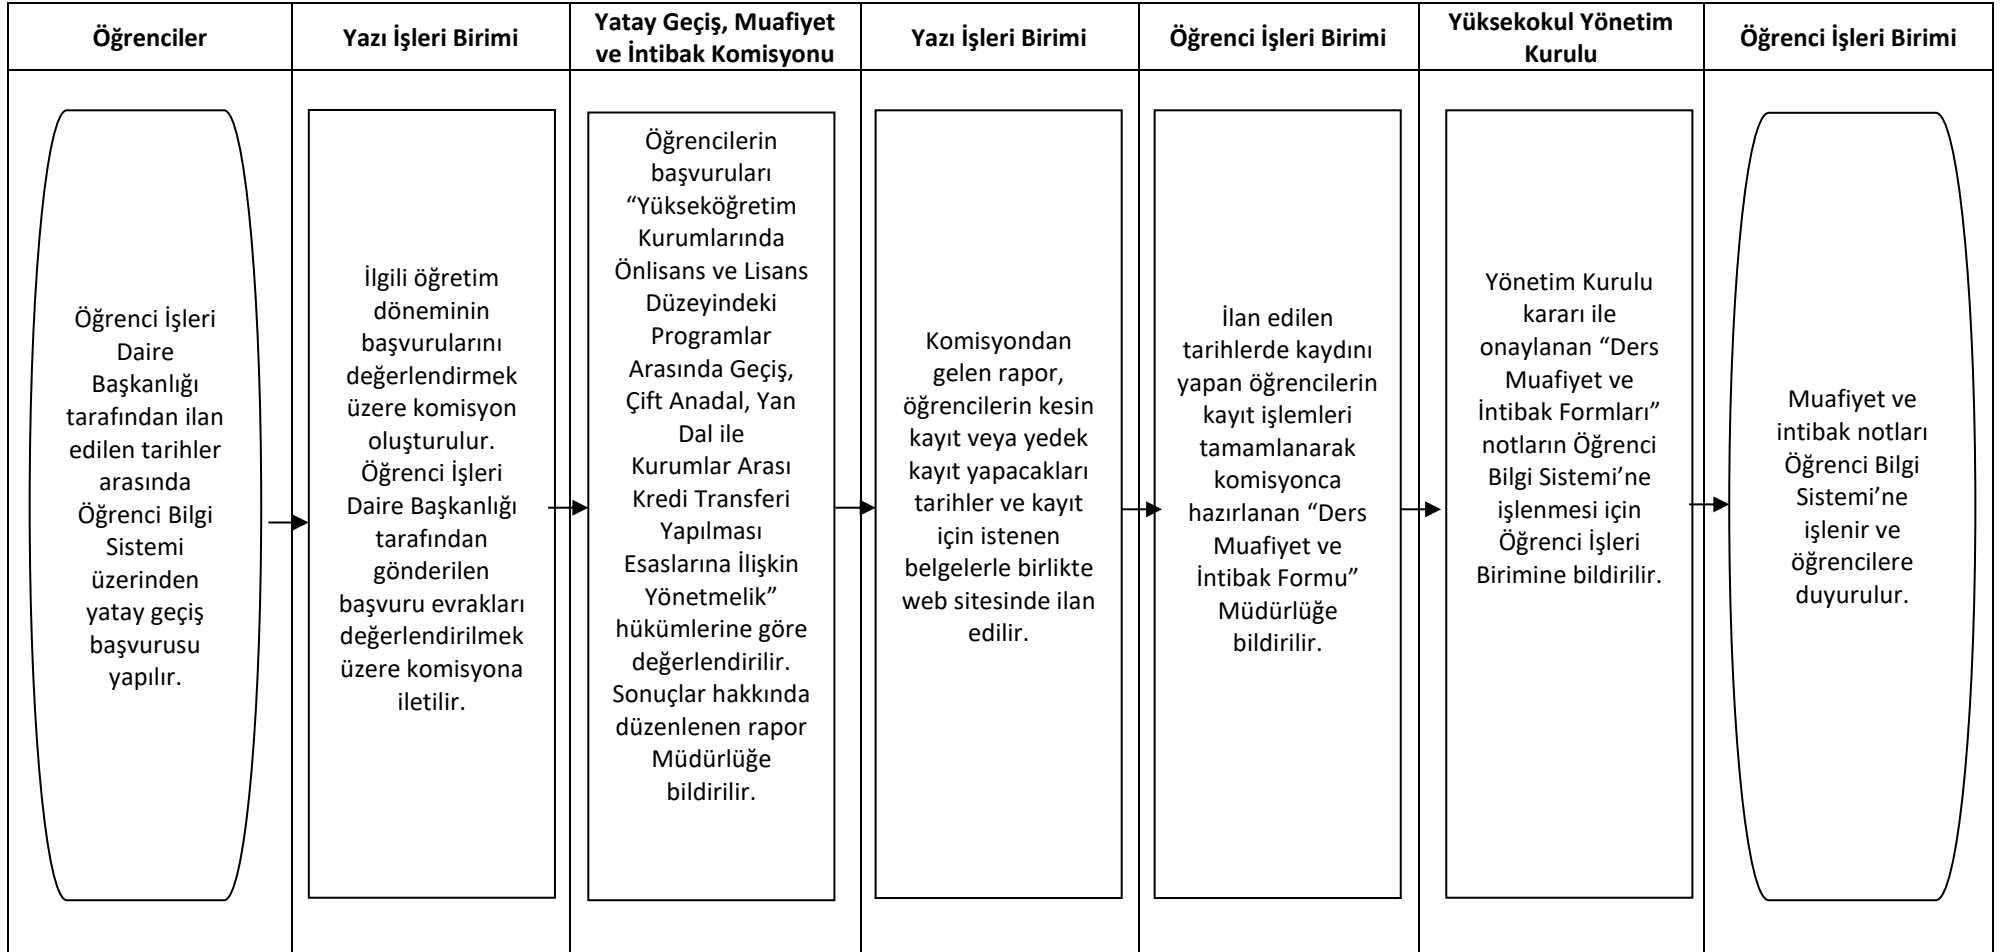 Öğrenciler
Yazı İşleri Birimi
Yatay Geçiş, Muafiyet
ve İntibak Komisyonu
Yazı İşleri Birimi
Öğrenci İşleri Birimi
Yüksekokul Yönetim
Kurulu
Öğrenci İşleri Birimi
Öğrenci İşleri
Daire
Başkanlığı
tarafından ilan
edilen tarihler
arasında
Öğrenci Bilgi
Sistemi
üzerinden
yatay geçiş
başvurusu
yapılır.
İlgili öğretim
döneminin
başvurularını
değerlendirmek
üzere komisyon
oluşturulur.
Öğrenci İşleri
Daire Başkanlığı
tarafından
gönderilen
başvuru evrakları
değerlendirilmek
üzere komisyona
iletilir.
Öğrencilerin
başvuruları
“Yükseköğretim
Kurumlarında
Önlisans ve Lisans
Düzeyindeki
Programlar
Arasında Geçiş,
Çift Anadal, Yan
Dal ile
Kurumlar Arası
Kredi Transferi
Yapılması
Esaslarına İlişkin
Yönetmelik”
hükümlerine göre
değerlendirilir.
Sonuçlar hakkında
düzenlenen rapor
Müdürlüğe
bildirilir.
Komisyondan
gelen rapor,
öğrencilerin kesin
kayıt veya yedek
kayıt yapacakları
tarihler ve kayıt
için istenen
belgelerle birlikte
web sitesinde ilan
edilir.
İlan edilen
tarihlerde kaydını
yapan öğrencilerin
kayıt işlemleri
tamamlanarak
komisyonca
hazırlanan “Ders
Muafiyet ve
İntibak Formu”
Müdürlüğe
bildirilir.
Yönetim Kurulu
kararı ile
onaylanan “Ders
Muafiyet ve
İntibak Formları”
notların Öğrenci
Bilgi Sistemi’ne
işlenmesi için
Öğrenci İşleri
Birimine bildirilir.
Muafiyet ve
intibak notları
Öğrenci Bilgi
Sistemi’ne
işlenir ve
öğrencilere
duyurulur.